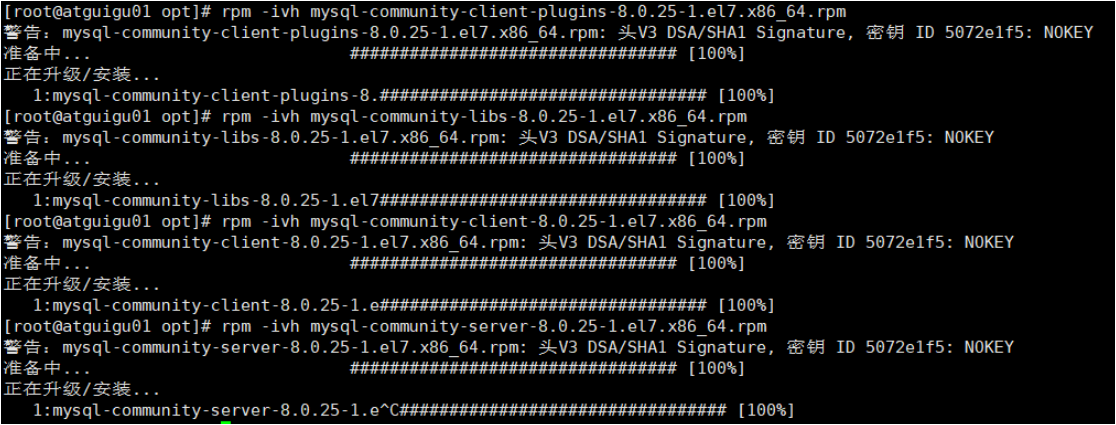 [root@atguigu01 opt]# rpm -ivh mysql-community-client-plugins-8.0.25-1.el7.x86_64.rpm
警告：mysql-community-client-plugins-8.0.25-1.el7.x86_64.rpm: 头V3 DSA/SHA1 Signature, 密钥 ID 5072e1f5: NOKEY
准备中... ################################# [100%]
正在升级/安装...
1:mysql-community-client-plugins-8.################################# [100%]
[root@atguigu01 opt]# rpm -ivh mysql-community-libs-8.0.25-1.el7.x86_64.rpm
警告：mysql-community-libs-8.0.25-1.el7.x86_64.rpm: 头V3 DSA/SHA1 Signature, 密钥 ID 5072e1f5: NOKEY
准备中... ################################# [100%]
正在升级/安装...
1:mysql-community-libs-8.0.25-1.el7################################# [100%]
[root@atguigu01 opt]# rpm -ivh mysql-community-client-8.0.25-1.el7.x86_64.rpm
警告：mysql-community-client-8.0.25-1.el7.x86_64.rpm: 头V3 DSA/SHA1 Signature, 密钥 ID 5072e1f5: NOKEY
准备中... ################################# [100%]
正在升级/安装...
1:mysql-community-client-8.0.25-1.e################################# [100%]
[root@atguigu01 opt]# rpm -ivh mysql-community-server-8.0.25-1.el7.x86_64.rpm
警告：mysql-community-server-8.0.25-1.el7.x86_64.rpm: 头V3 DSA/SHA1 Signature, 密钥 ID 5072e1f5: NOKEY
准备中... ################################# [100%]
正在升级/安装...
1:mysql-community-server-8.0.25-1.e^C################################# [100%]